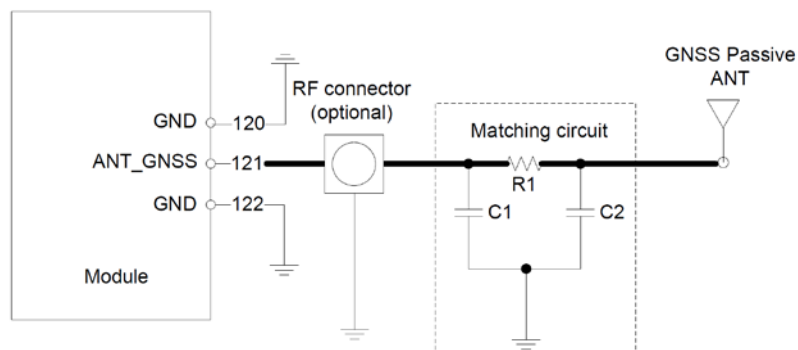 GNSS Passive
ANT
RF connector
(optional)
Matching circuit
GND 120
ANT_GNSS 121
R1
GND 122
C1
C2
Module